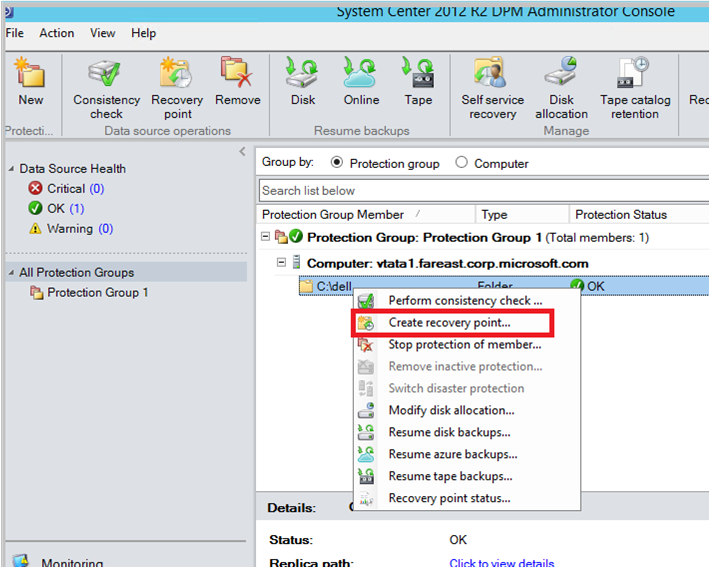 System Center 2012 R2 DPM Administrator Console
File Action View Help
New Consistency check Recovery point Remove Disk Online Tape Self service recovery Disk allocation Tape catalog retention
Protecti... Data source operations Resume backups Manage
Data Source Health
Critical (0)
OK (1)
Warning (0)
All Protection Groups
Protection Group 1
Monitoring
Group by: Protection group Computer
Search list below
Protection Group Member / Type Protection Status
Protection Group: Protection Group 1 (Total members: 1)
Computer: vtata1.fareast.corp.microsoft.com
C:\dell Folder OK
Perform consistency check ...
Create recovery point...
Stop protection of member...
Remove inactive protection...
Switch disaster protection
Modify disk allocation...
Resume disk backups...
Resume azure backups...
Resume tape backups...
Recovery point status...
Details:
Status: OK
Replica path: Click to view details